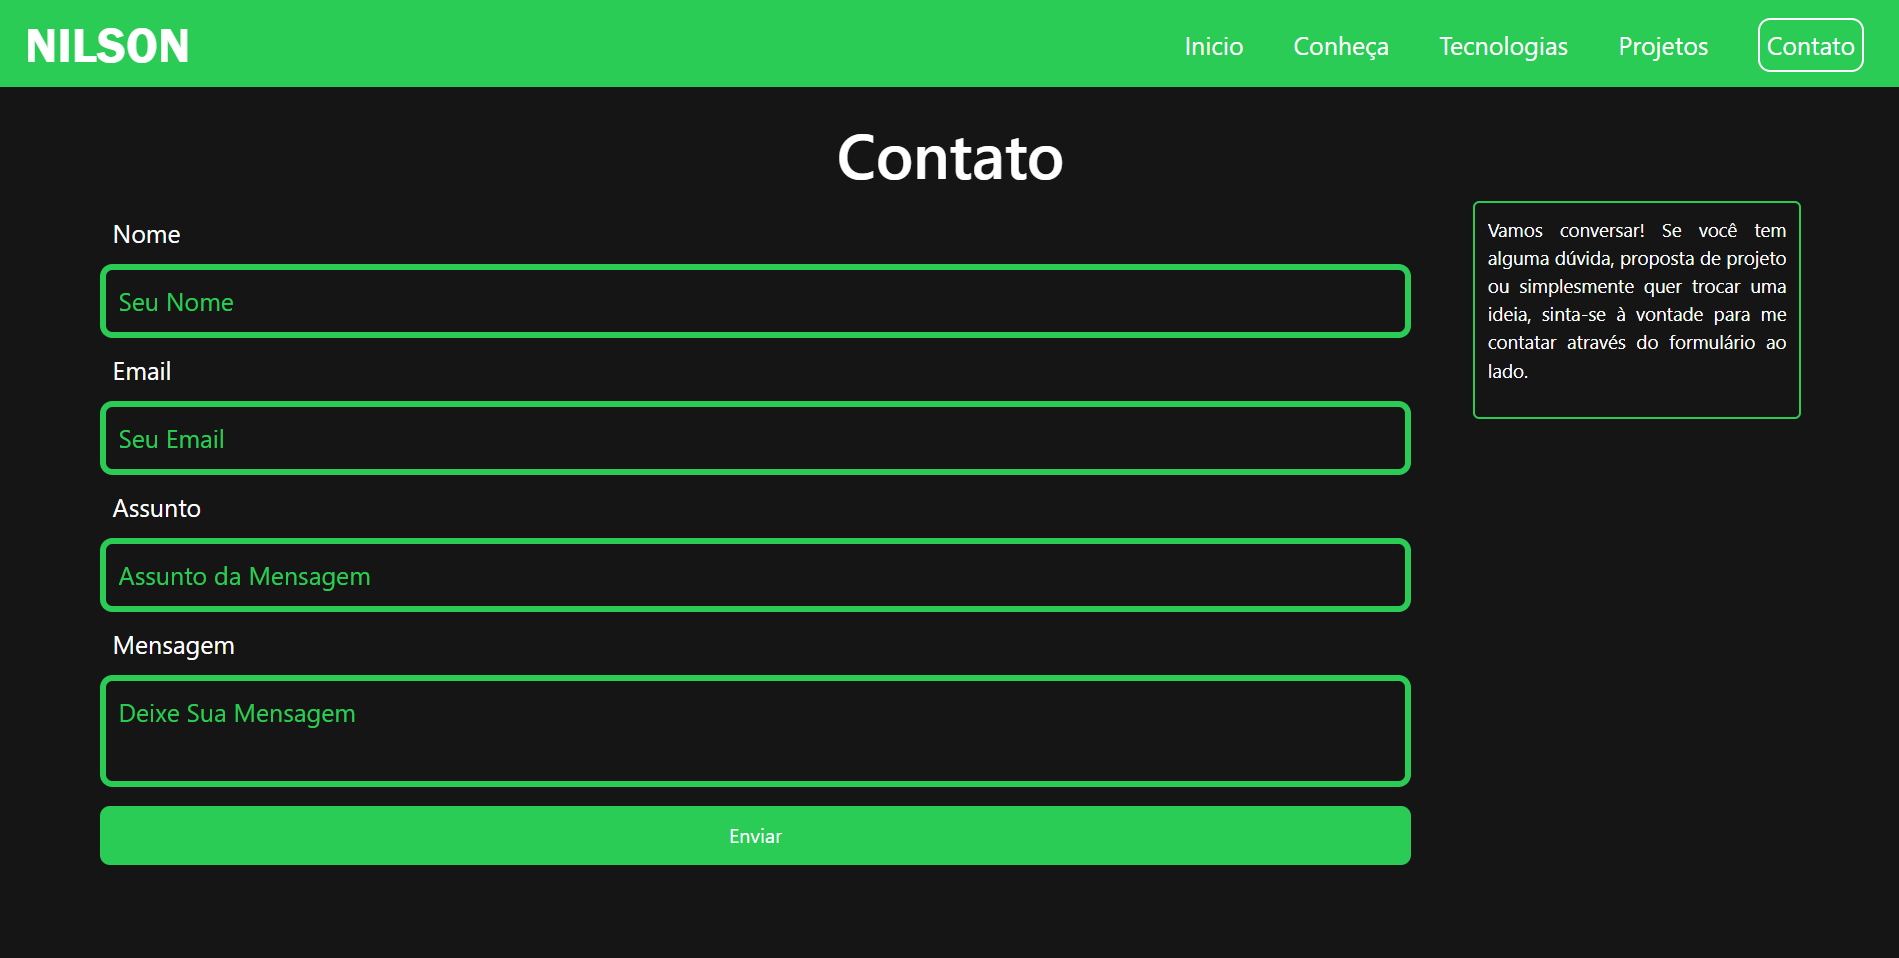 NILSON
Inicio Conheça Tecnologias Projetos Contato
Contato
Nome
Seu Nome
Email
Seu Email
Assunto
Assunto da Mensagem
Mensagem
Deixe Sua Mensagem
Enviar
Vamos conversar! Se você tem
alguma dúvida, proposta de projeto
ou simplesmente quer trocar uma
ideia, sinta-se à vontade para me
contatar através do formulário ao
lado.